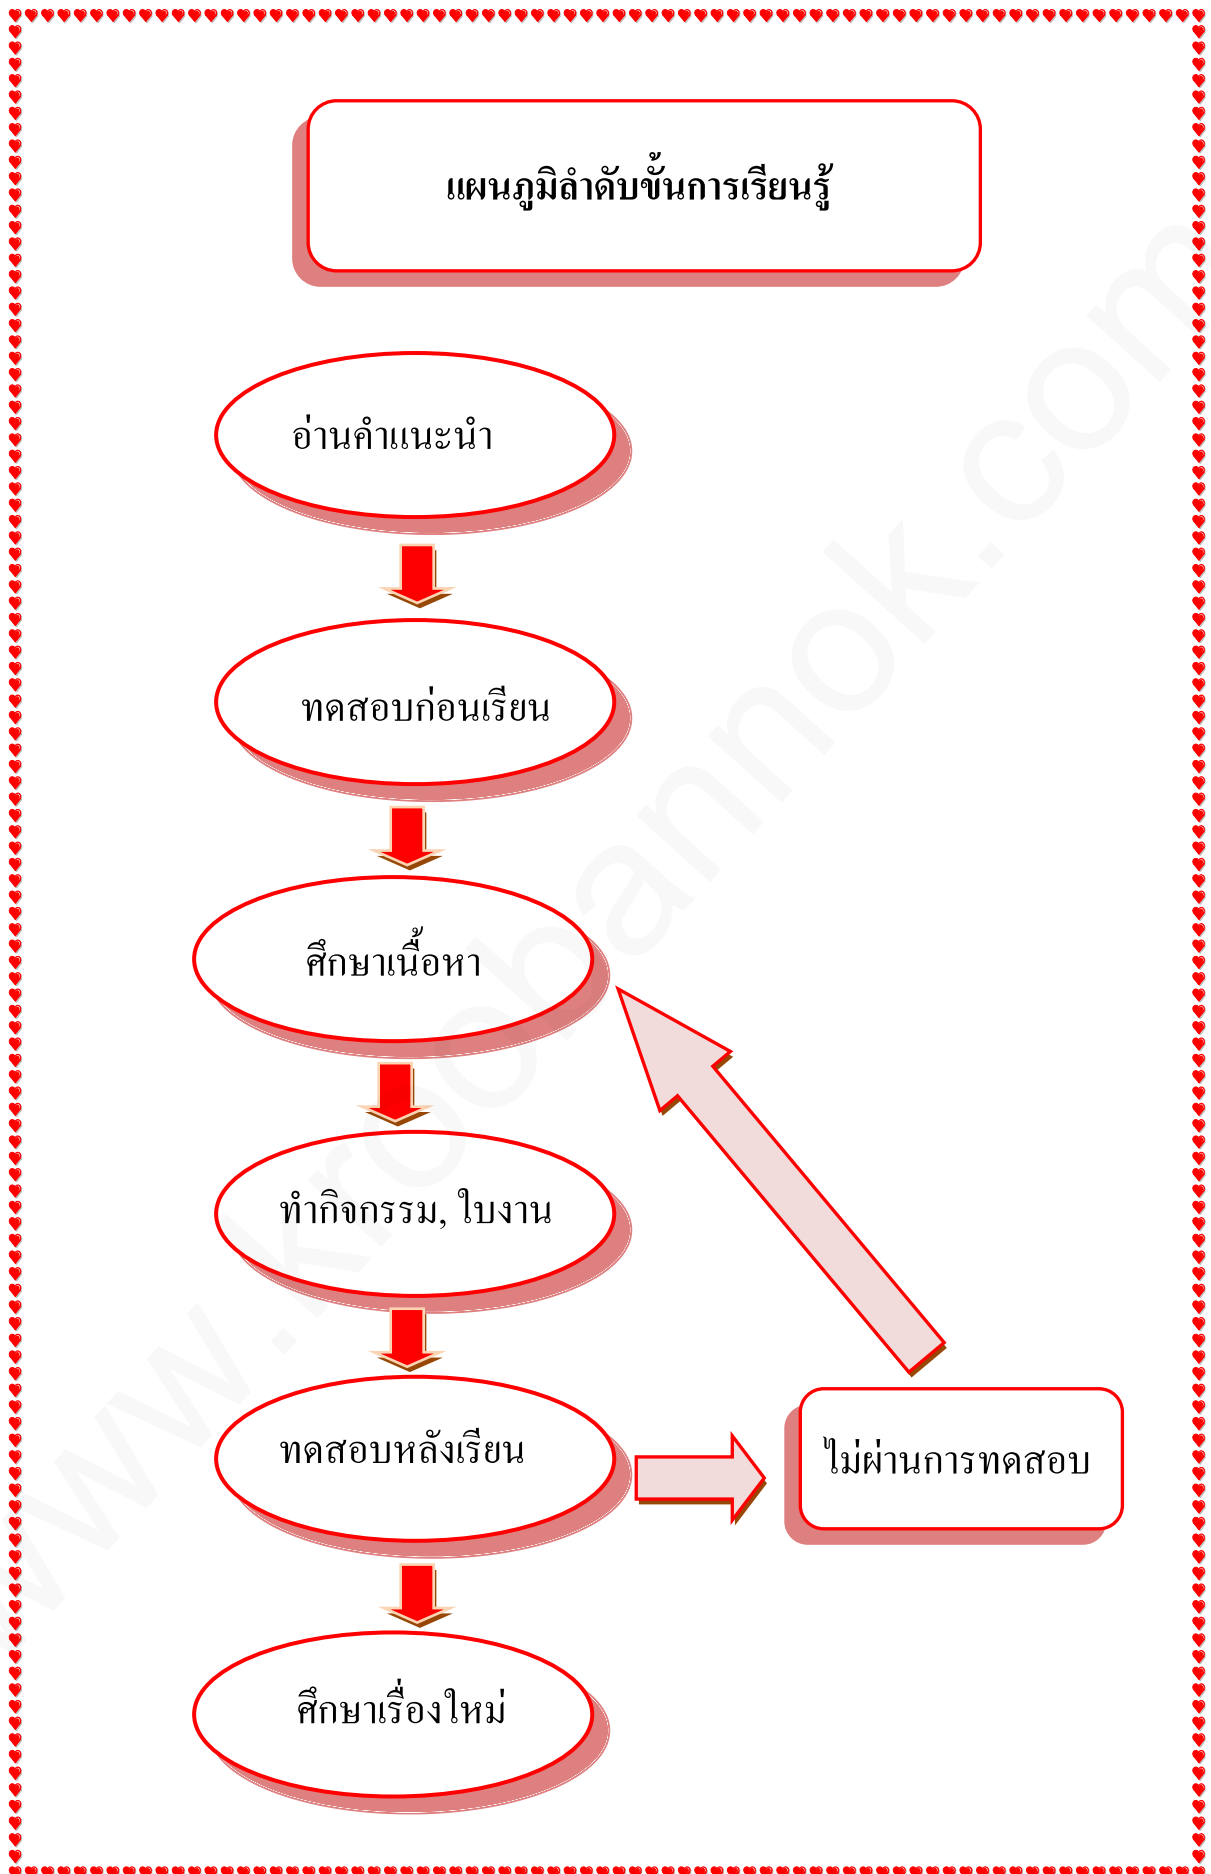 แผนภูมิลำดับขั้นการเรียนรู้
อ่านคำแนะนำ
ทดสอบก่อนเรียน
ศึกษาเนื้อหา
ทำกิจกรรม, ใบงาน
ทดสอบหลังเรียน
ไม่ผ่านการทดสอบ
ศึกษาเรื่องใหม่
www.kroobannok.com